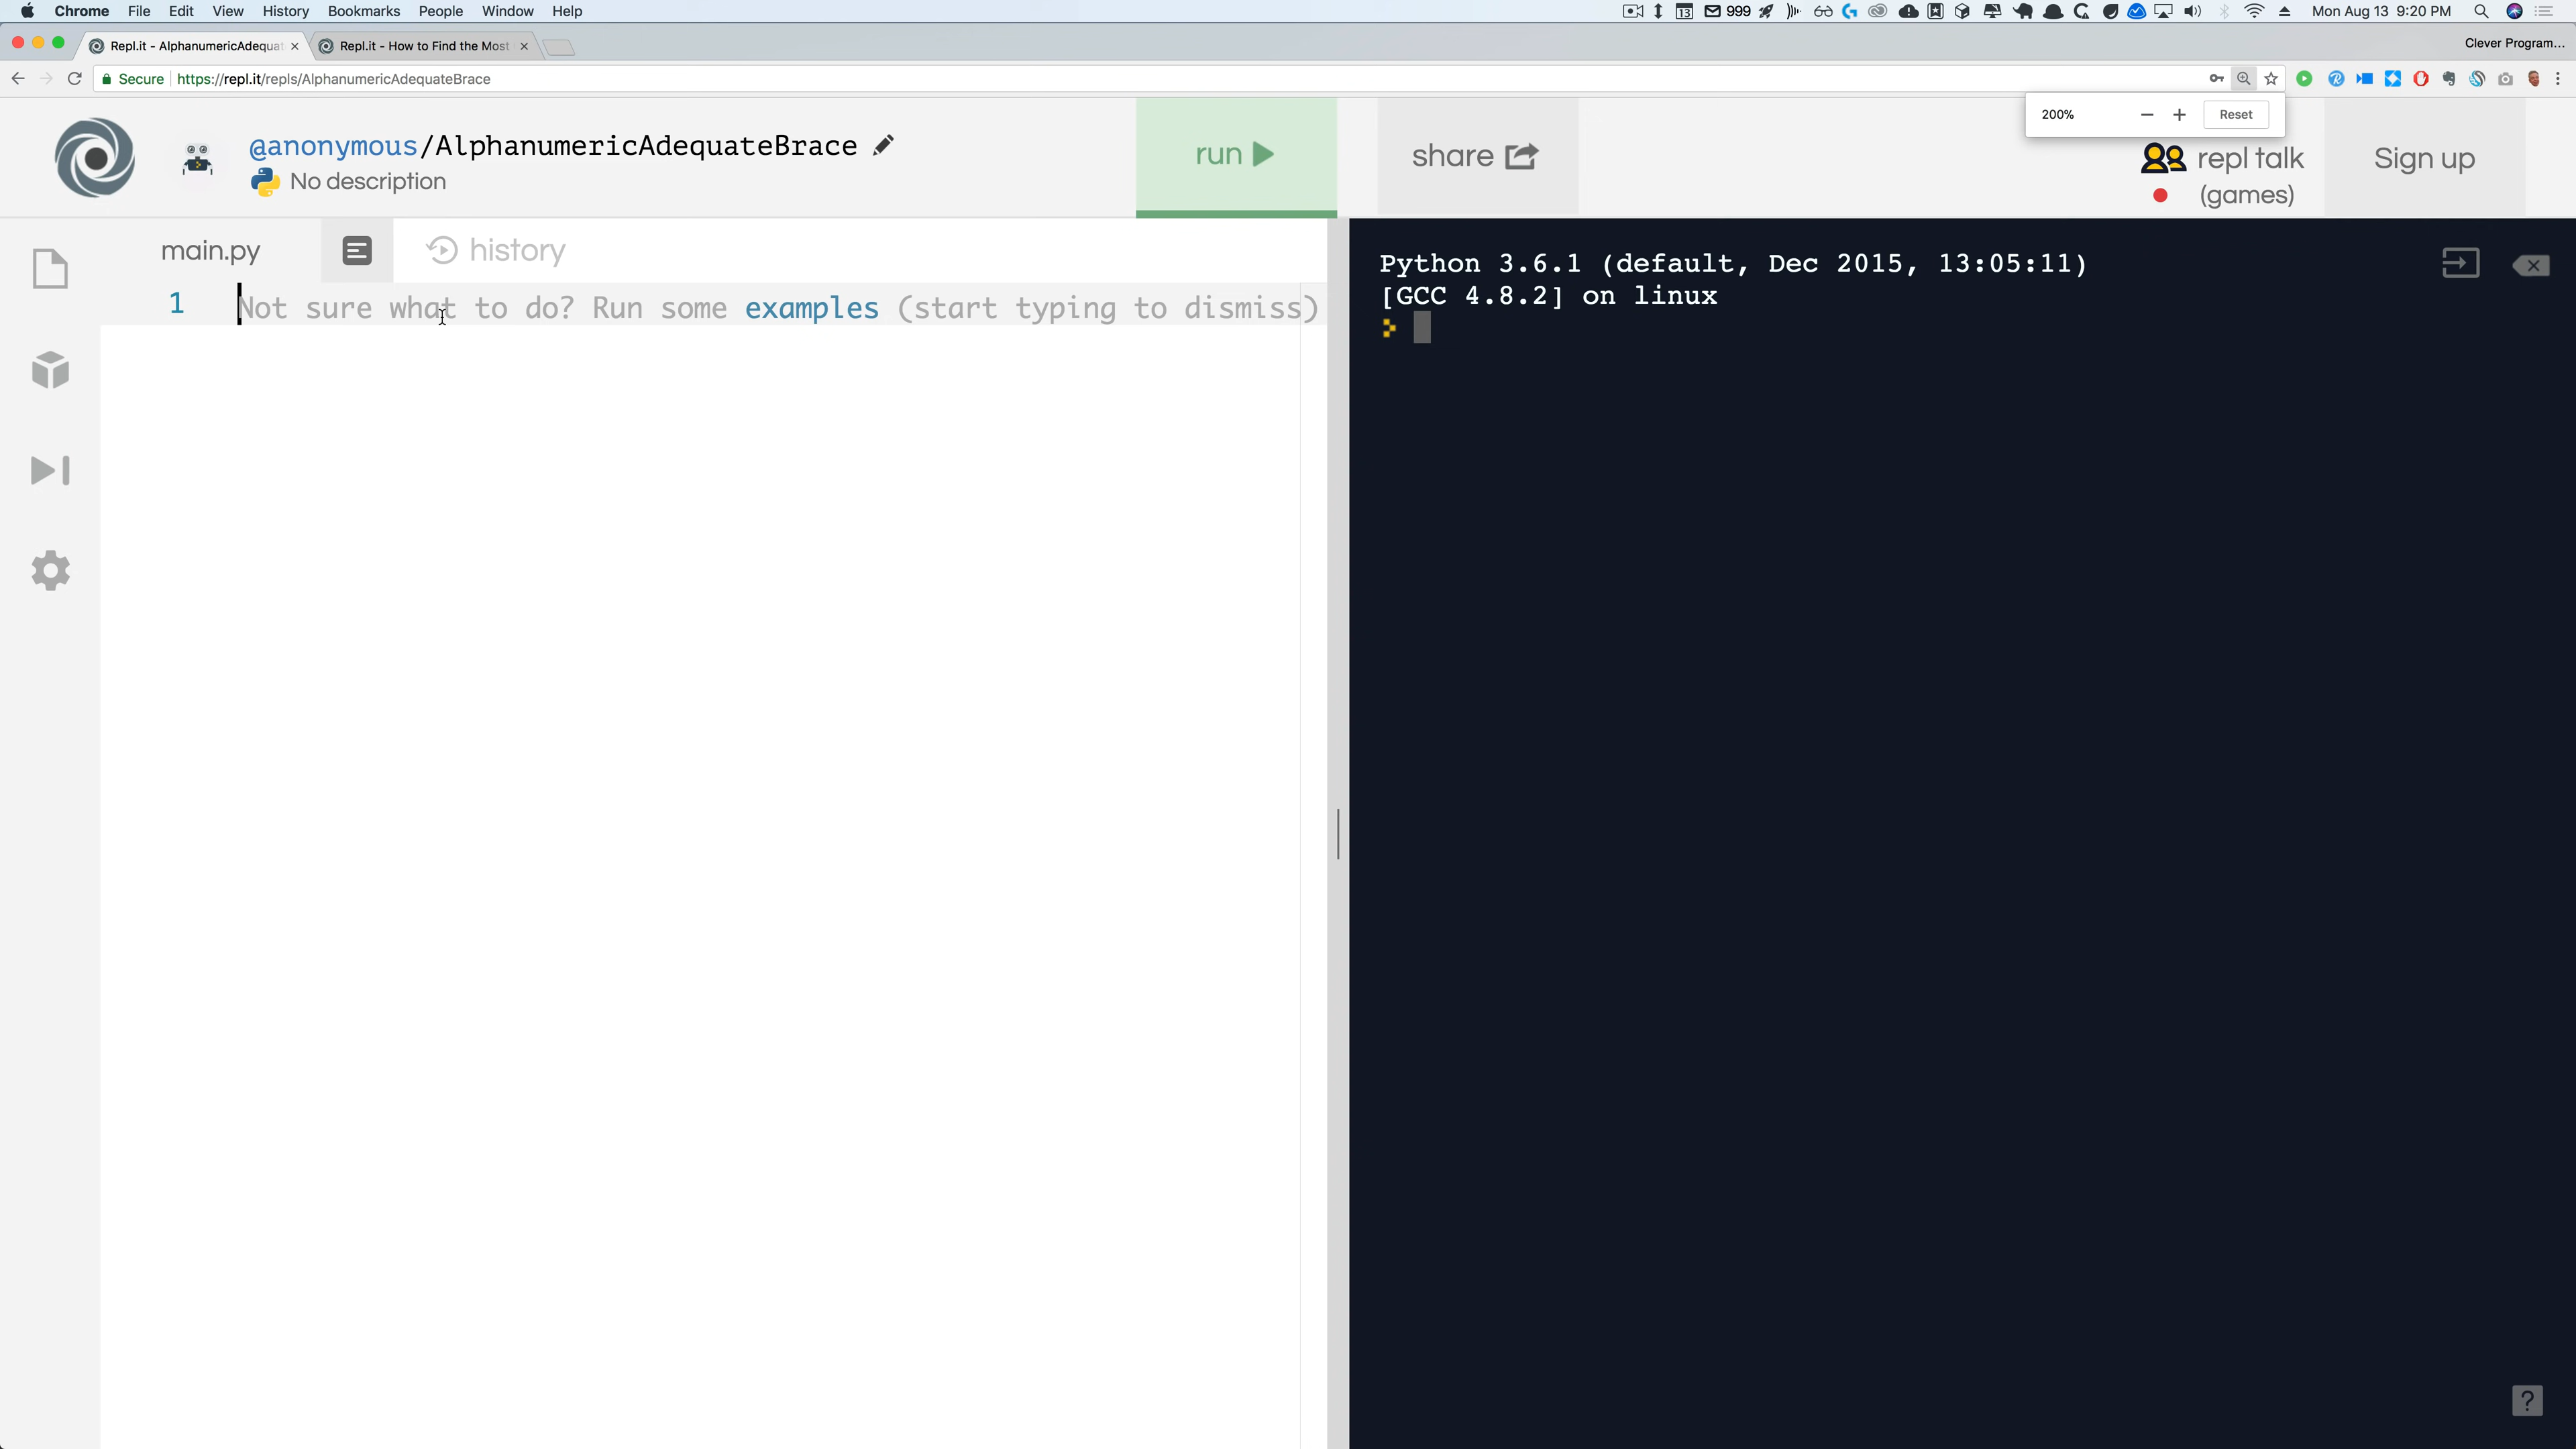 Chrome File Edit View History Bookmarks People Window Help 13 999 Mon Aug 13 9:20 PM
Repl.it - AlphanumericAdequat Repl.it - How to Find the Most Clever Program...
Secure https://repl.it/repls/AlphanumericAdequateBrace
200% Reset
@anonymous/AlphanumericAdequateBrace
No description
run
share
repl talk
(games)
Sign up
main.py
history
1 Not sure what to do? Run some examples (start typing to dismiss)
Python 3.6.1 (default, Dec 2015, 13:05:11)
[GCC 4.8.2] on linux
?